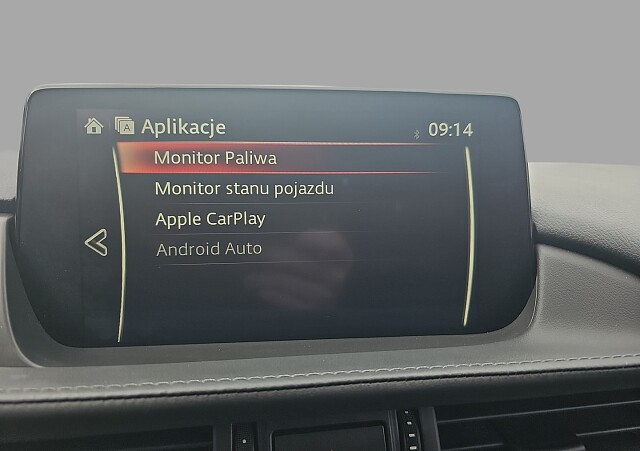 A Aplikacje 09:14
Monitor Paliwa
Monitor stanu pojazdu
Apple CarPlay
Android Auto